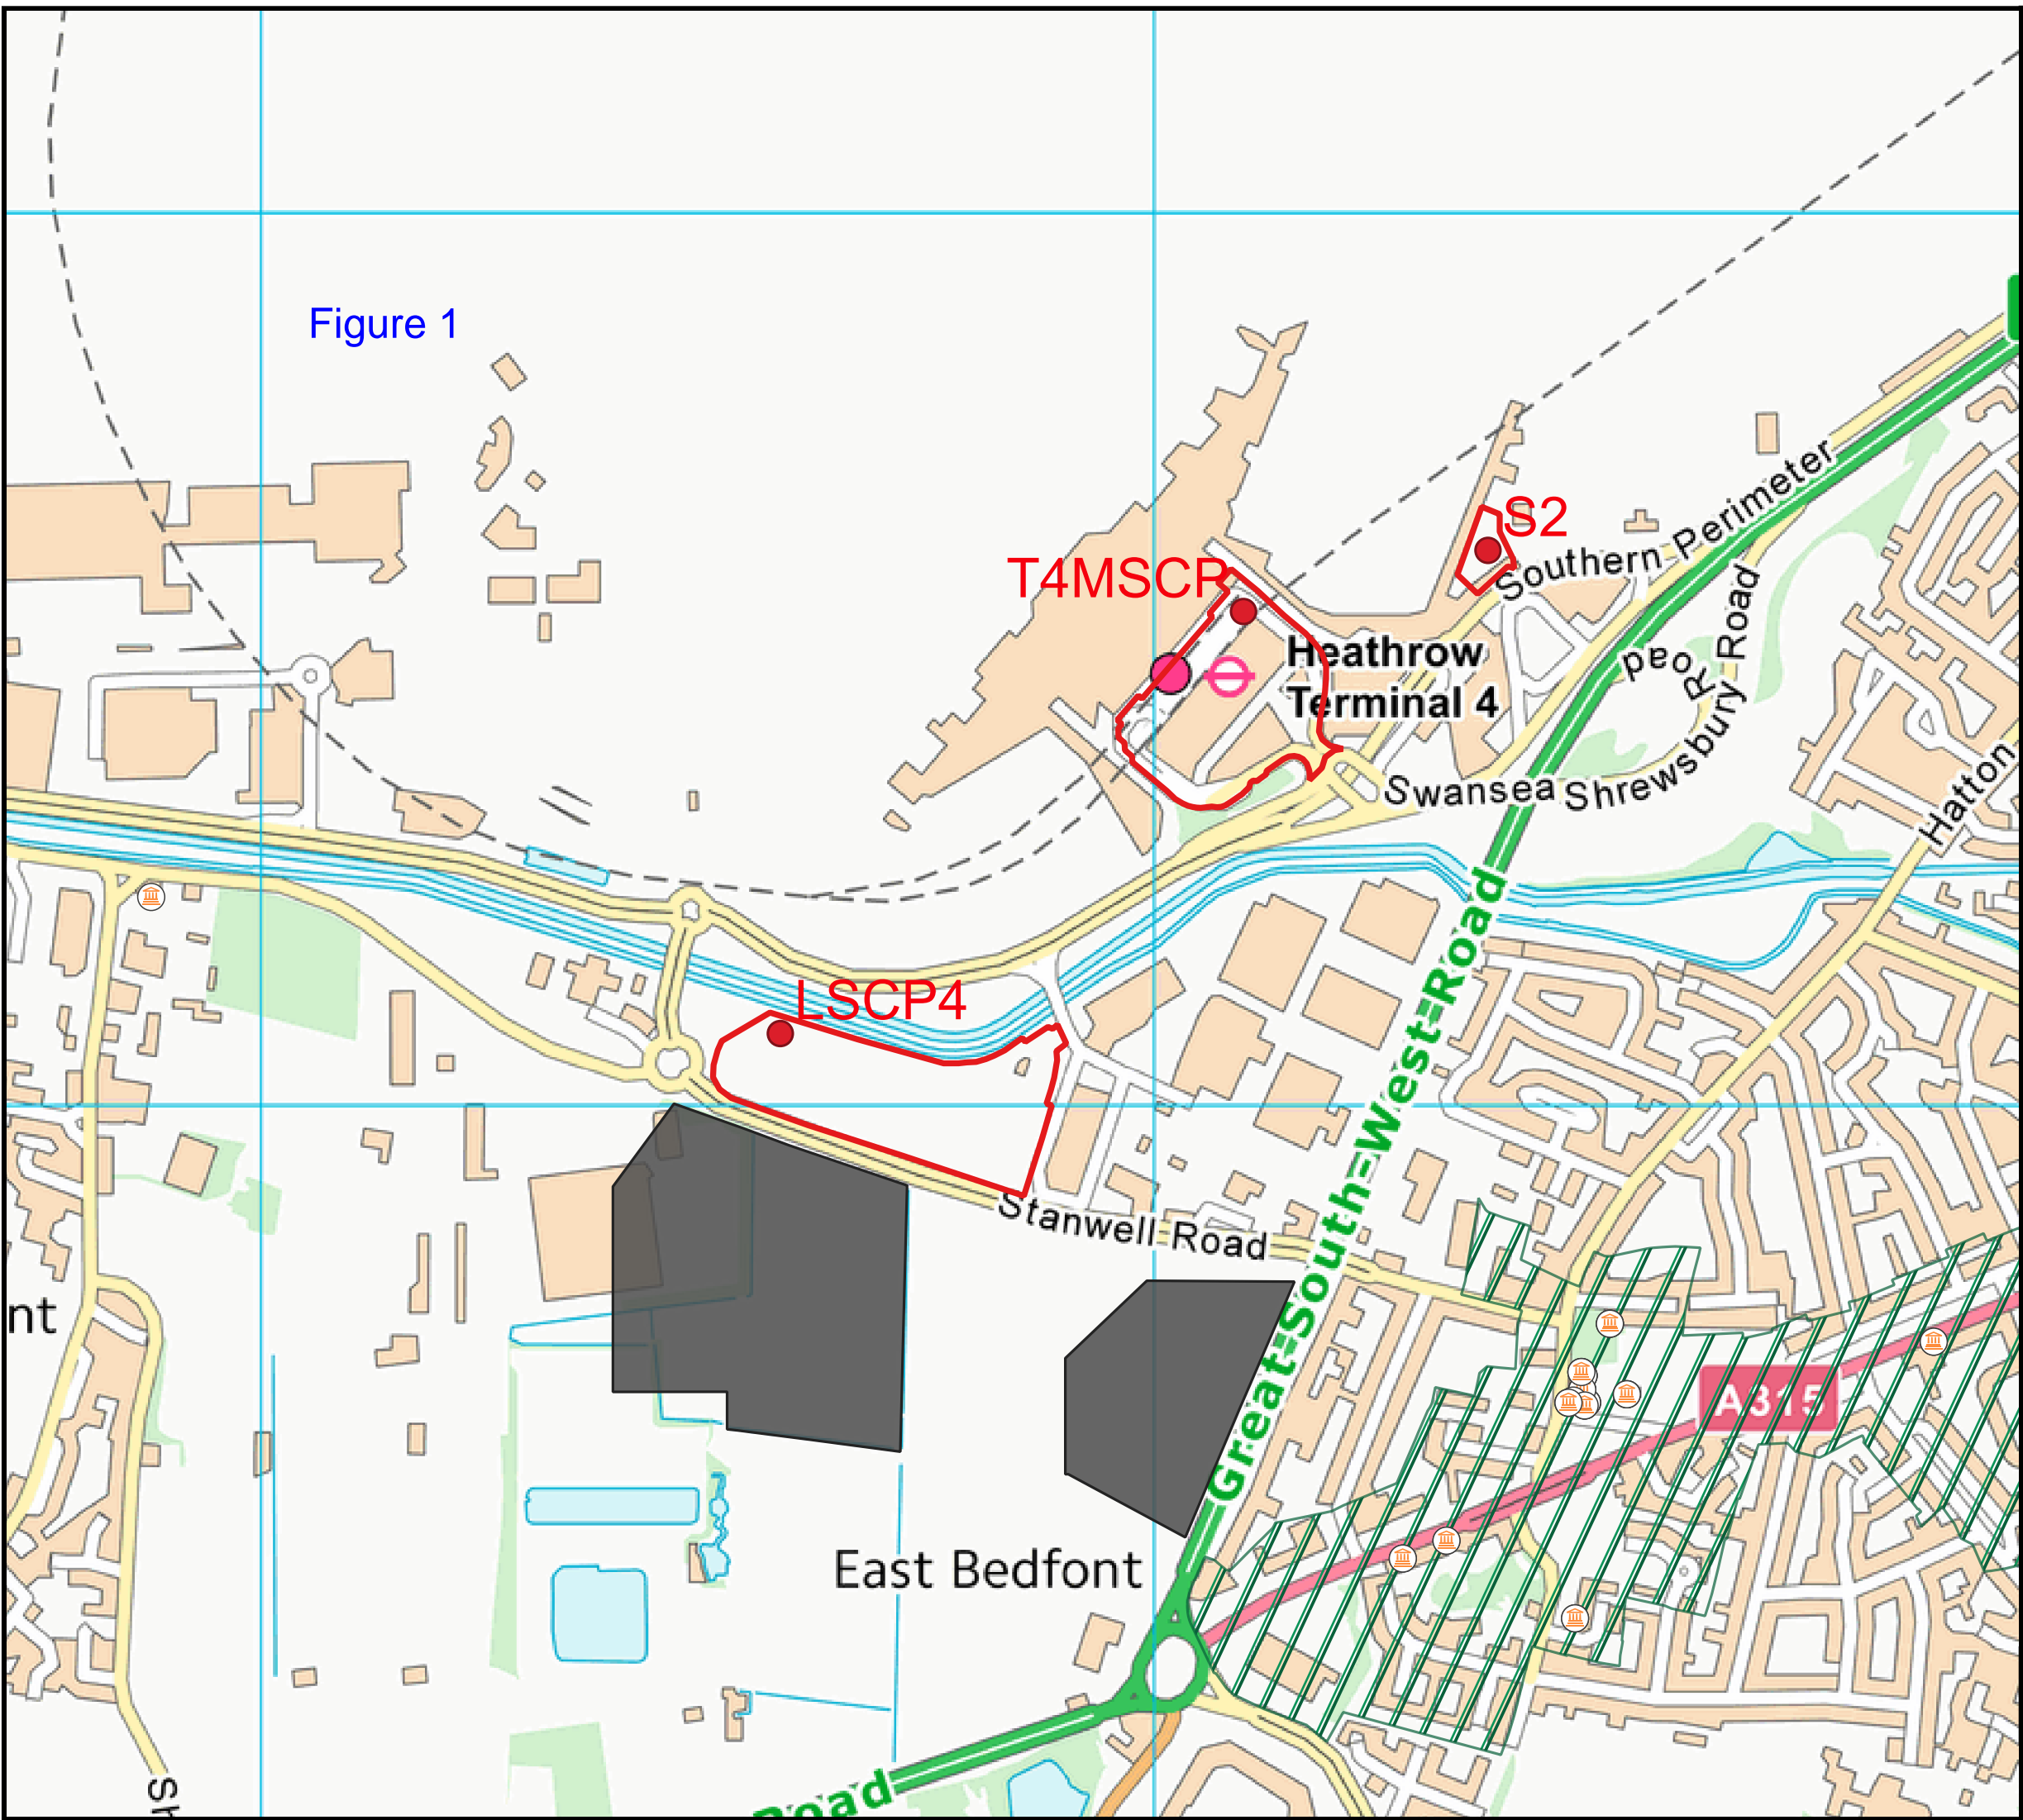 Figure 1
S2
Southern Perimeter
T4MSCP
Heathrow
Terminal 4
Road
Shrewsbury Road
Swansea
Hatton
LSCP4
Great South-West Road
Stanwell Road
nt
A315
East Bedfont
Road